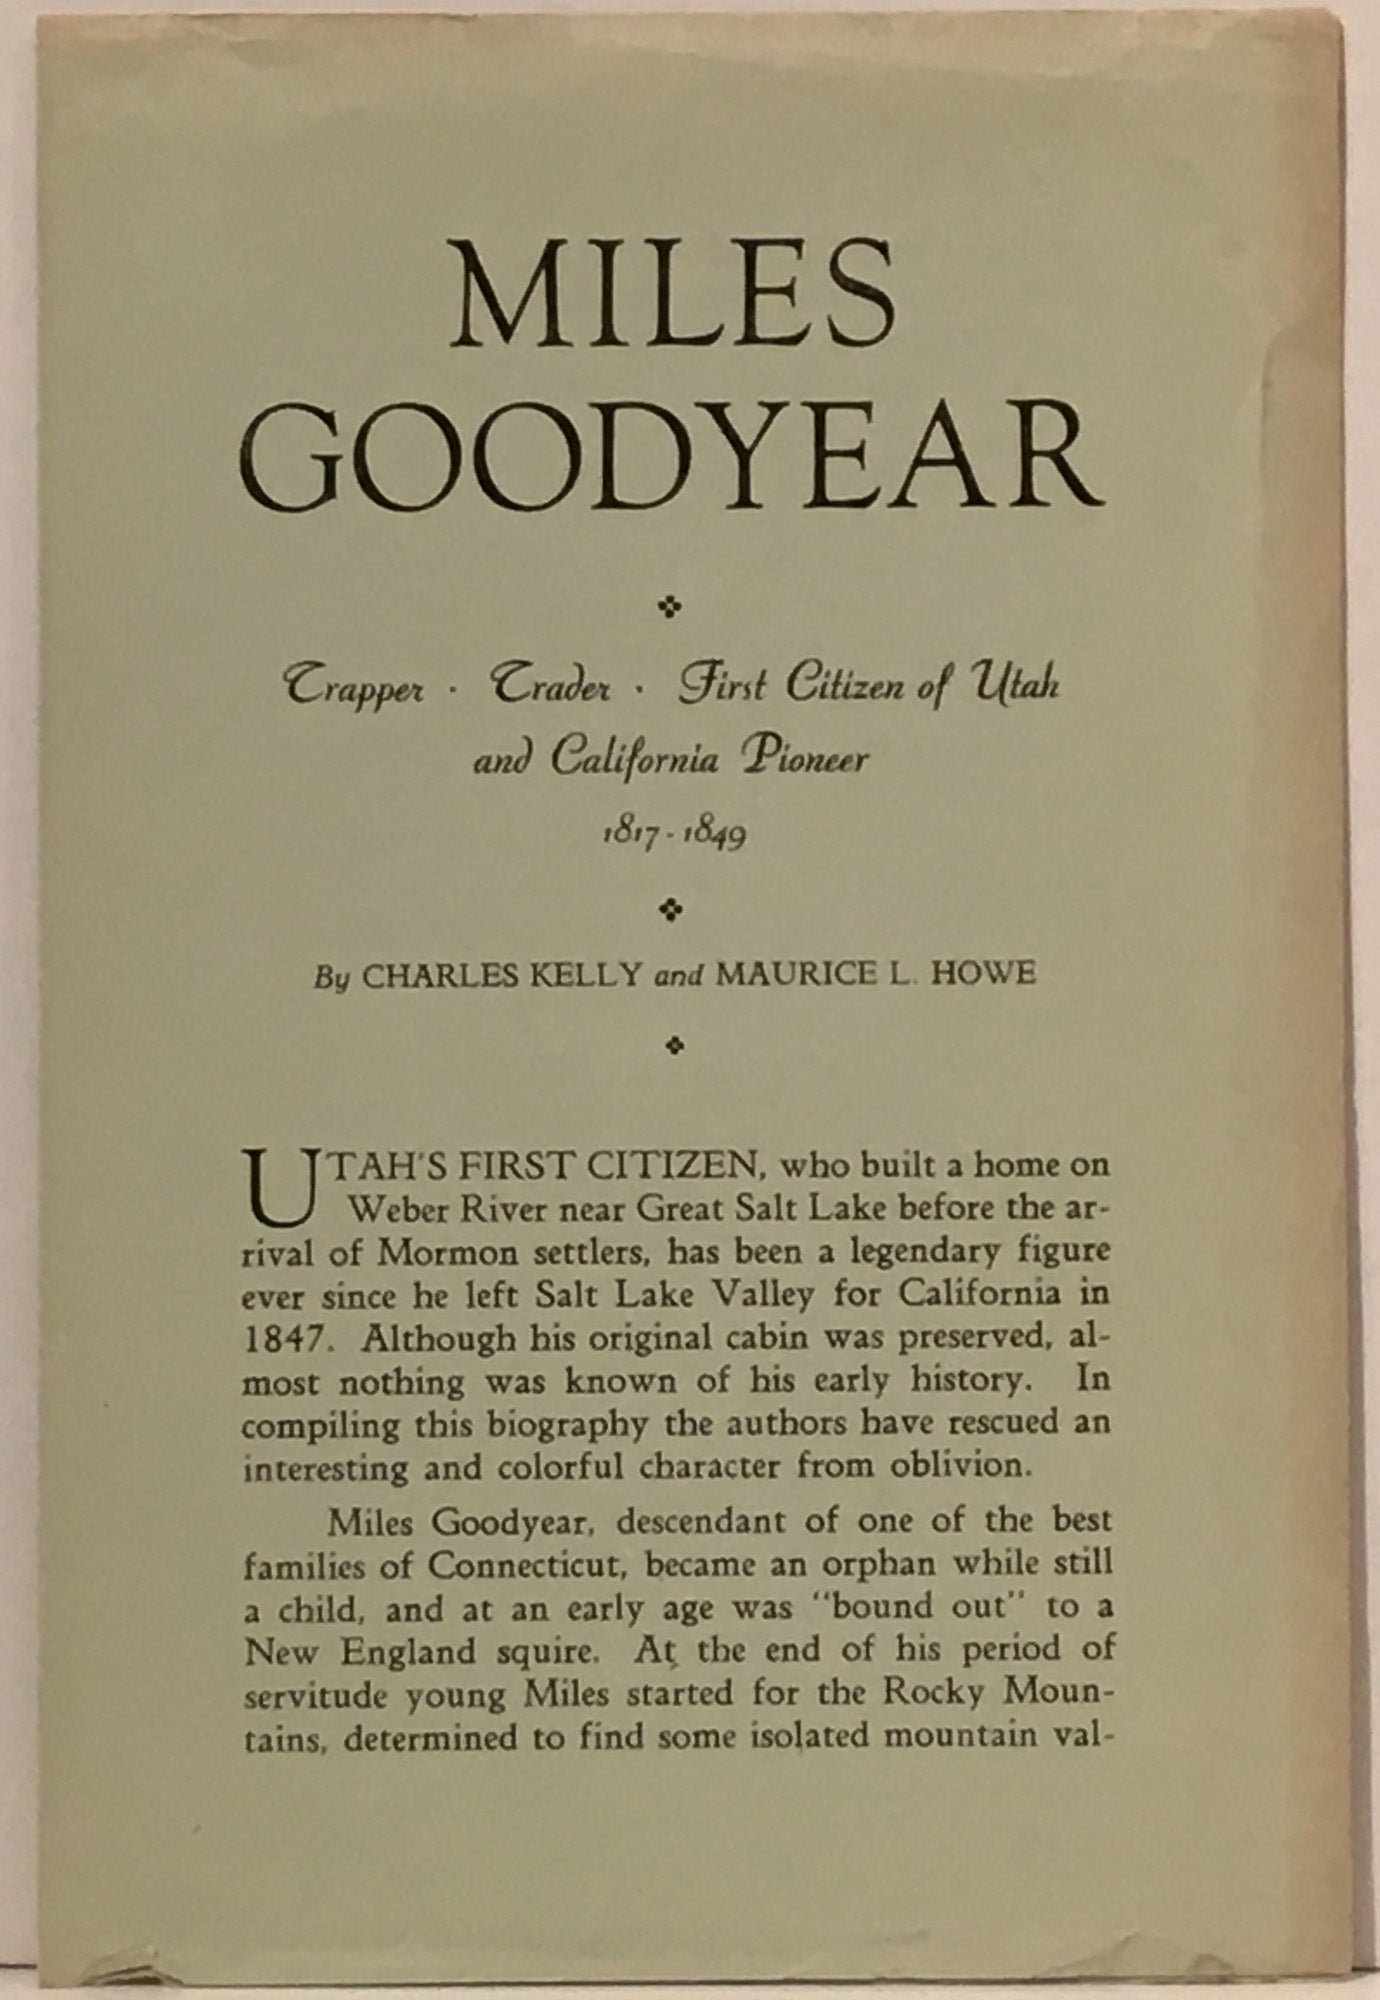 MILES
GOODYEAR
Trapper · Trader · First Citizen of Utah
and California Pioneer
1817-1849
By CHARLES KELLY and MAURICE L. HOWE
UTAH'S FIRST CITIZEN, who built a home on
Weber River near Great Salt Lake before the ar-
rival of Mormon settlers, has been a legendary figure
ever since he left Salt Lake Valley for California in
1847. Although his original cabin was preserved, al-
most nothing was known of his early history. In
compiling this biography the authors have rescued an
interesting and colorful character from oblivion.
Miles Goodyear, descendant of one of the best
families of Connecticut, became an orphan while still
a child, and at an early age was "bound out" to a
New England squire. At the end of his period of
servitude young Miles started for the Rocky Moun-
tains, determined to find some isolated mountain val-